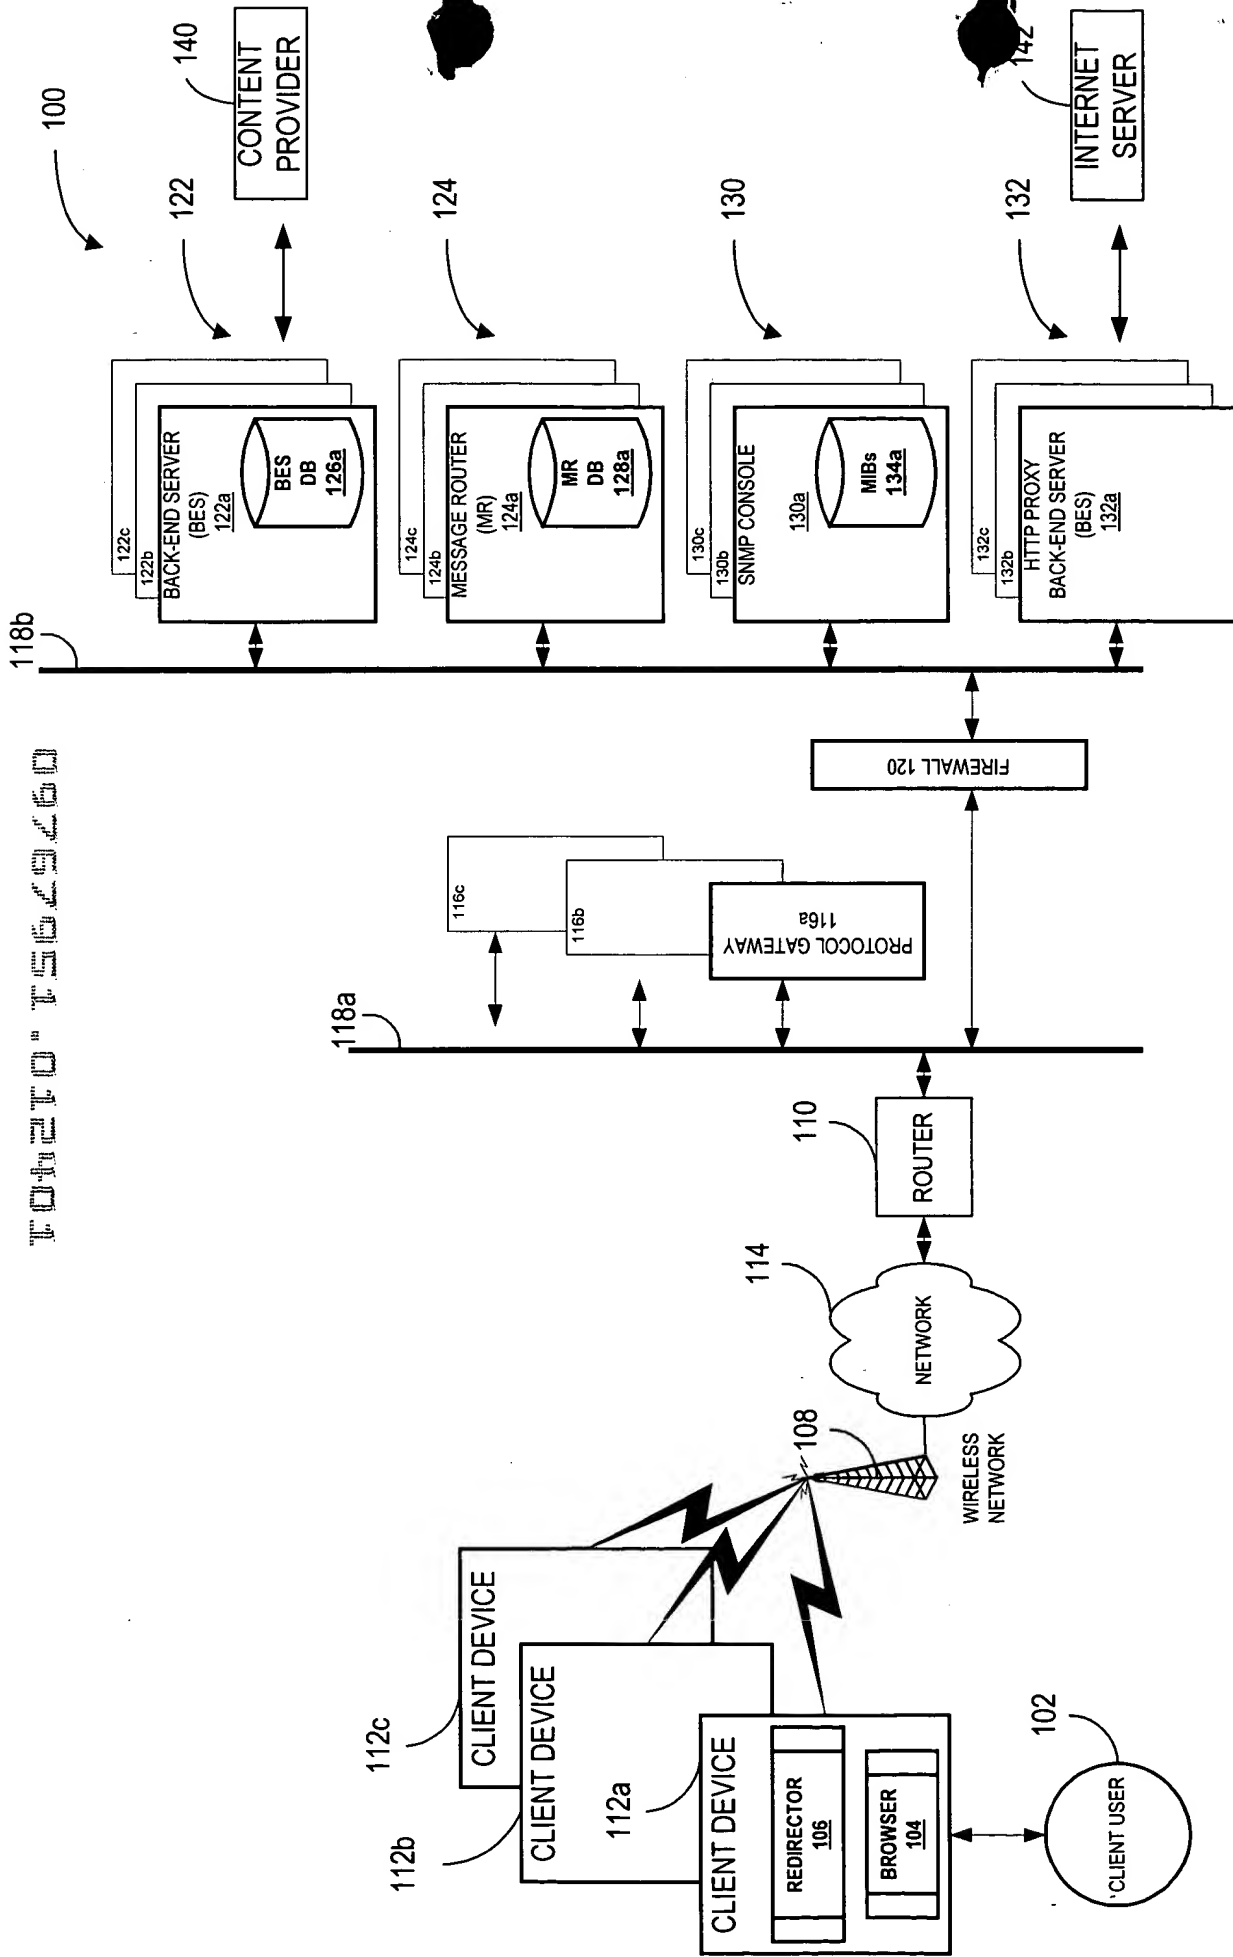 09767951.012401
100
118b
118a
122c
122b
BACK-END SERVER
(BES)
122a
BES
DB
126a
122
140
CONTENT
PROVIDER
124c
124b
MESSAGE ROUTER
(MR)
124a
MR
DB
128a
124
130c
130b
SNMP CONSOLE
130a
MIBs
134a
130
132c
132b
HTTP PROXY
BACK-END SERVER
(BES)
132a
132
142
INTERNET
SERVER
116c
116b
PROTOCOL GATEWAY
116a
FIREWALL 120
110
ROUTER
114
NETWORK
108
WIRELESS
NETWORK
112c
CLIENT DEVICE
112b
CLIENT DEVICE
112a
CLIENT DEVICE
REDIRECTOR
106
BROWSER
104
102
CLIENT USER